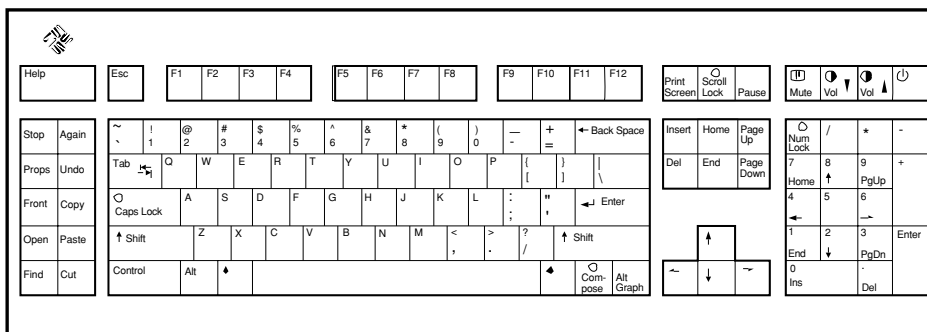 Help Esc F1 F2 F3 F4 F5 F6 F7 F8 F9 F10 F11 F12 Print Screen Scroll Lock Pause Mute Vol Vol
Stop Again ~ ` ! 1 @ 2 # 3 $ 4 % 5 ^ 6 & 7 * 8 ( 9 ) 0 — - + = Back Space Insert Home Page Up Num Lock / * -
Props Undo Tab Q W E R T Y U I O P { [ } ] | \ Del End Page Down 7 Home 8 9 PgUp +
Front Copy Caps Lock A S D F G H J K L : ; " ' Enter 4 5 6
Open Paste Shift Z X C V B N M < , > . ? / Shift 1 End 2 3 PgDn Enter
Find Cut Control Alt Com- pose Alt Graph 0 Ins . Del